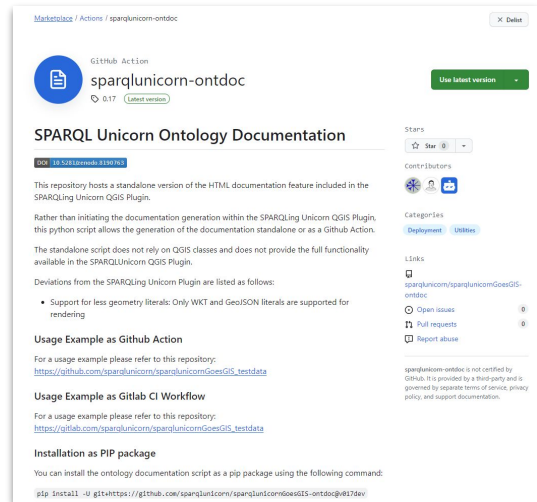 Marketplace / Actions / sparqlunicorn-ontdoc
Delist
GitHub Action
sparqlunicorn-ontdoc
0.17 Latest version
Use latest version
SPARQL Unicorn Ontology Documentation
DOI 10.5281/zenodo.8190763
This repository hosts a standalone version of the HTML documentation feature included in the
SPARQLing Unicorn QGIS Plugin.
Rather than initiating the documentation generation within the SPARQLing Unicorn QGIS Plugin,
this python script allows the generation of the documentation standalone or as a Github Action.
The standalone script does not rely on QGIS classes and does not provide the full functionality
available in the SPARQLUnicorn QGIS Plugin.
Deviations from the SPARQLing Unicorn Plugin are listed as follows:
• Support for less geometry literals: Only WKT and GeoJSON literals are supported for
rendering
Usage Example as Github Action
For a usage example please refer to this repository:
https://github.com/sparqlunicorn/sparqlunicornGoesGIS_testdata
Usage Example as Gitlab CI Workflow
For a usage example please refer to this repository:
https://gitlab.com/sparqlunicorn/sparqlunicornGoesGIS_testdata
Installation as PIP package
You can install the ontology documentation script as a pip package using the following command:
pip install -U git+https://github.com/sparqlunicorn/sparqlunicornGoesGIS-ontdoc@v017dev
Stars
Star 0
Contributors
Categories
Deployment Utilities
Links
sparqlunicorn/sparqlunicornGoesGIS-
ontdoc
Open issues 0
Pull requests 0
Report abuse
sparqlunicorn-ontdoc is not certified by
GitHub. It is provided by a third-party and is
governed by separate terms of service, privacy
policy, and support documentation.